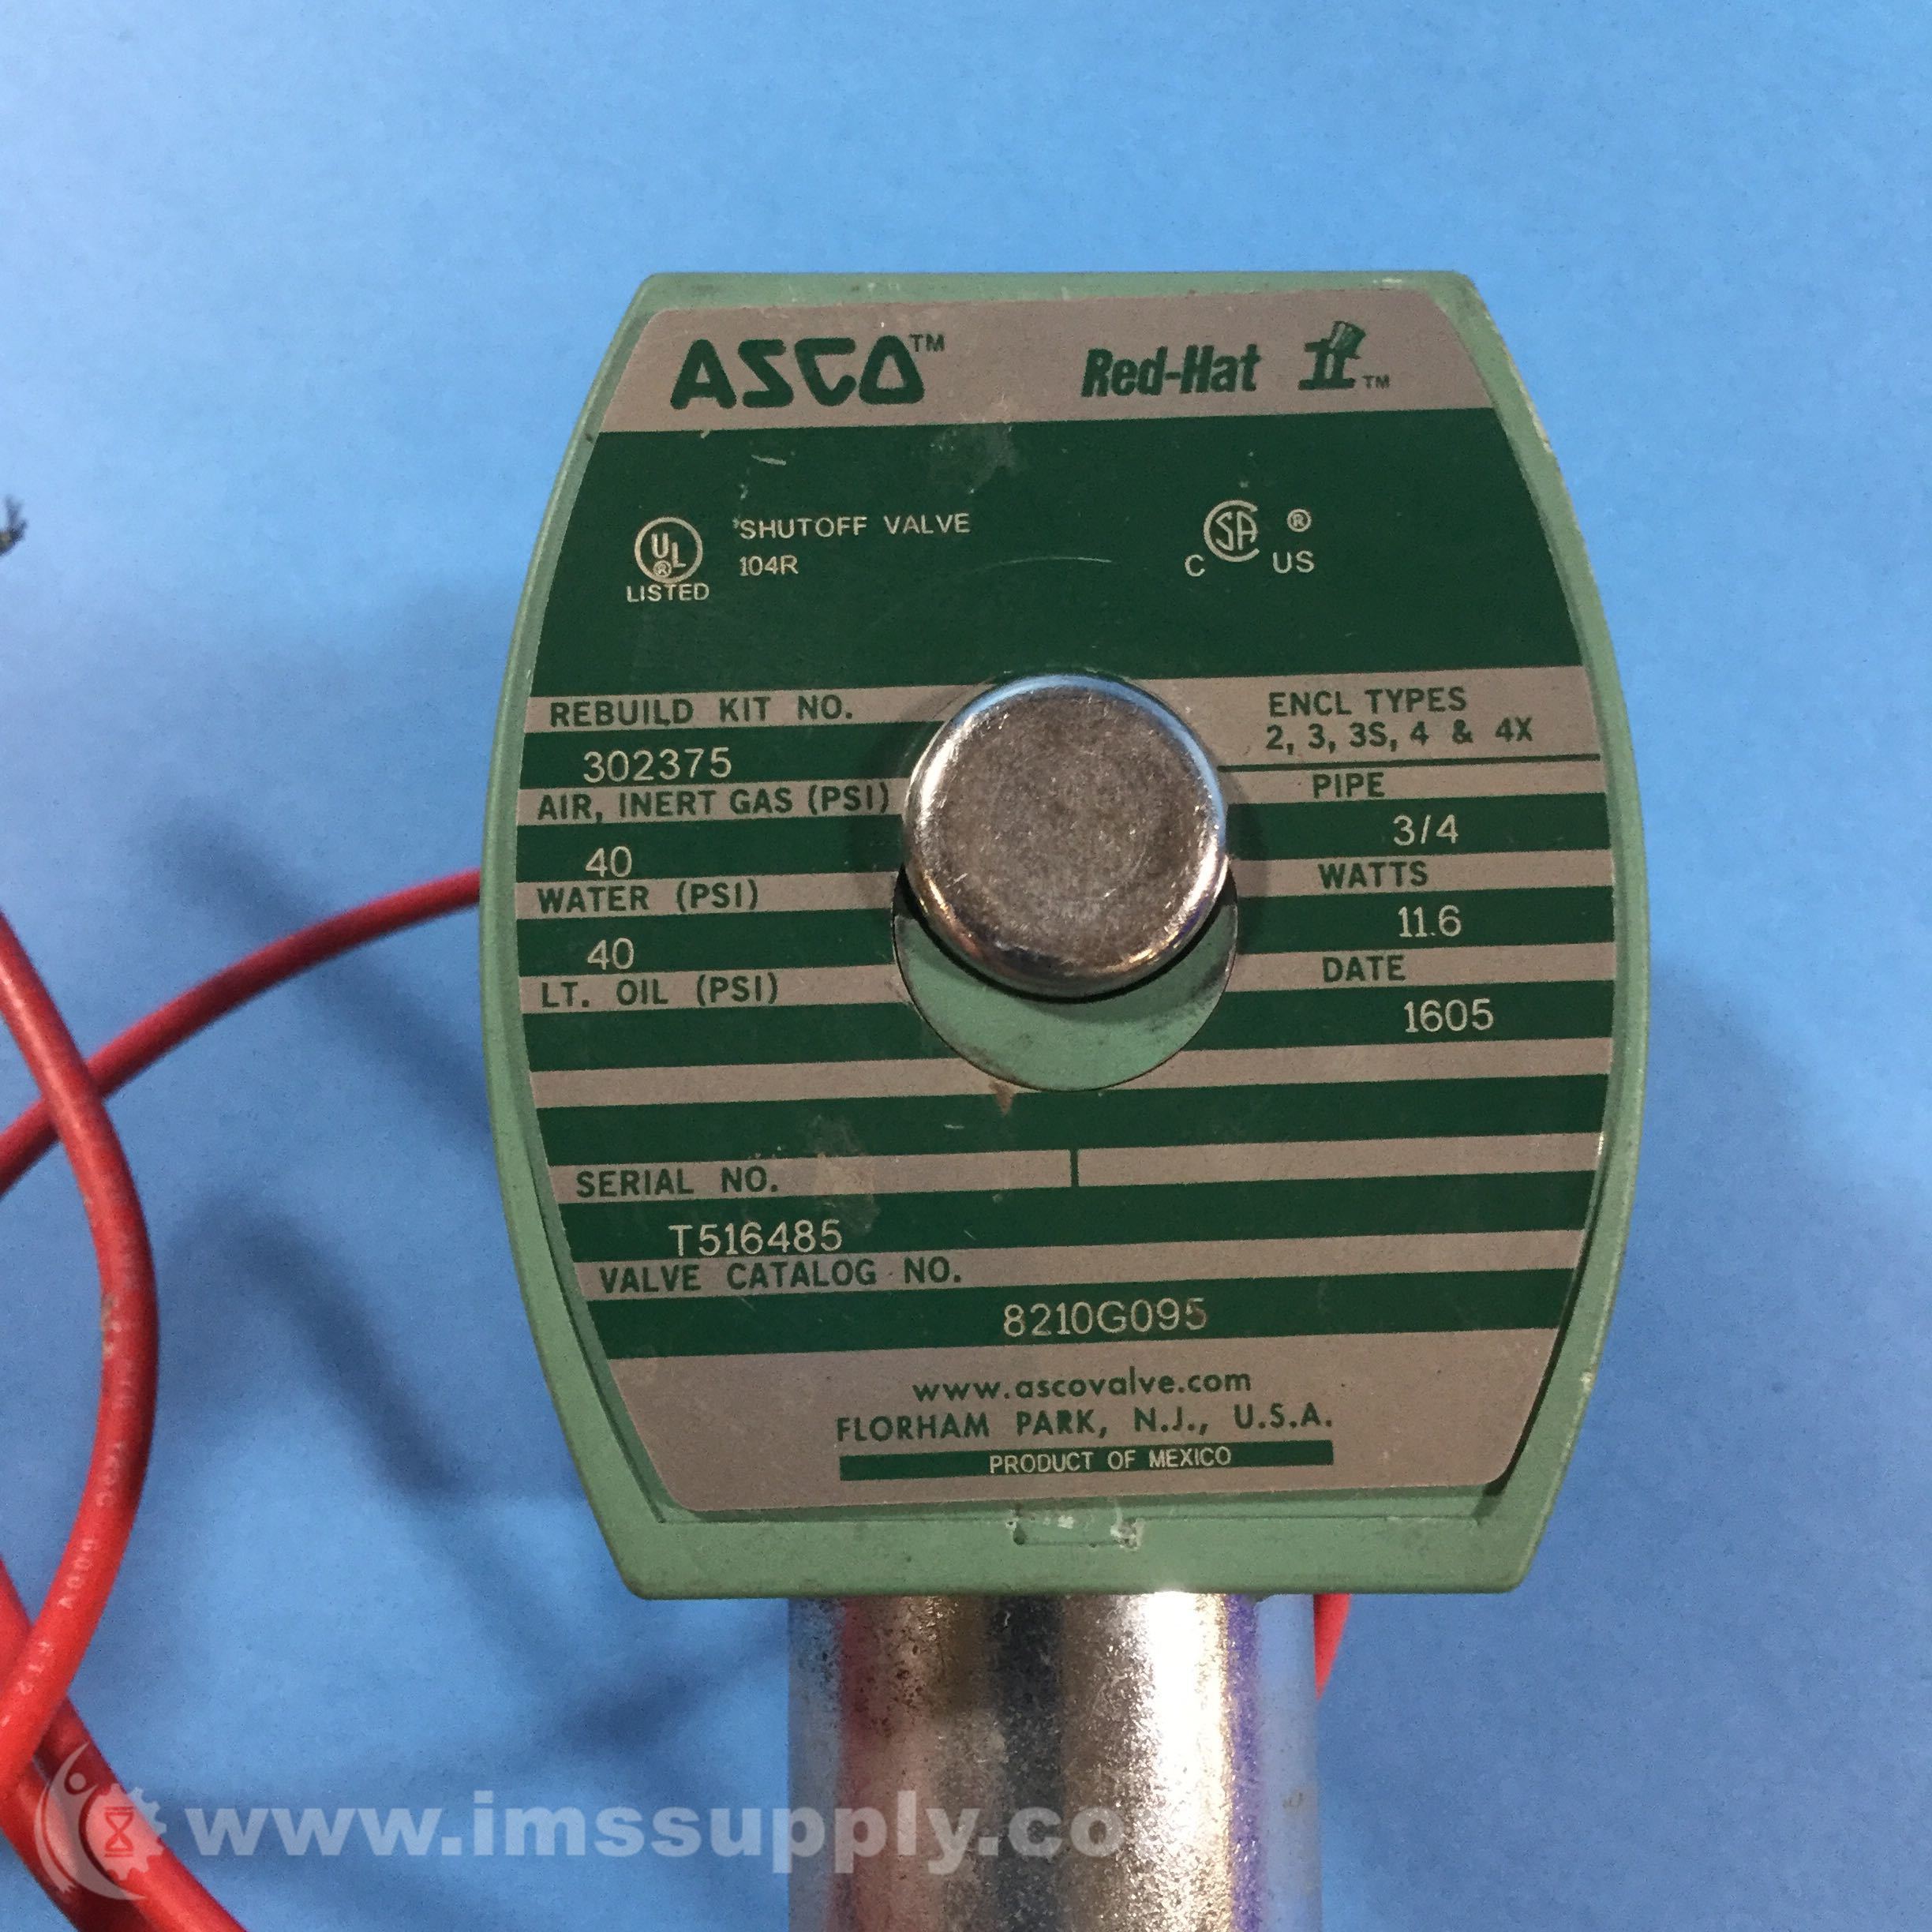 ASCO™ Red-Hat II™
UL® LISTED SHUTOFF VALVE 104R
C SA® US
REBUILD KIT NO.
302375
ENCL TYPES
2, 3, 3S, 4 & 4X
AIR, INERT GAS (PSI)
40
PIPE
3/4
WATER (PSI)
40
WATTS
11.6
LT. OIL (PSI)
DATE
1605
SERIAL NO.
T516485
VALVE CATALOG NO.
8210G095
www.ascovalve.com
FLORHAM PARK, N.J., U.S.A.
PRODUCT OF MEXICO
www.imssupply.co